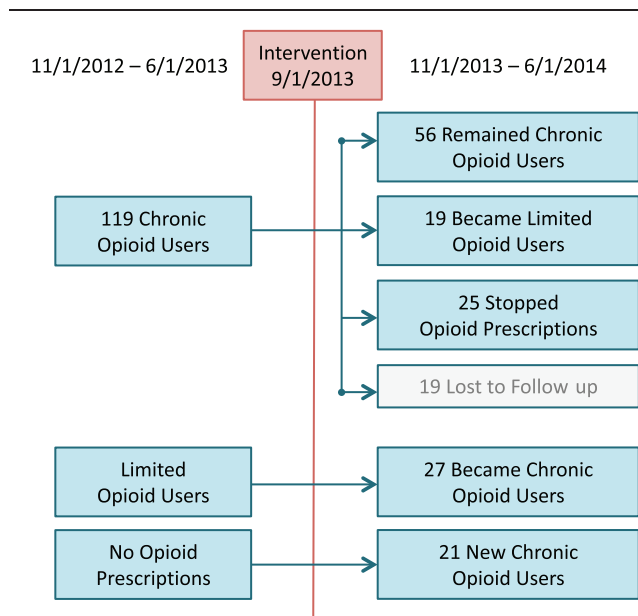 11/1/2012 – 6/1/2013
Intervention
9/1/2013
11/1/2013 – 6/1/2014
56 Remained Chronic
Opioid Users
119 Chronic
Opioid Users
19 Became Limited
Opioid Users
25 Stopped
Opioid Prescriptions
19 Lost to Follow up
Limited
Opioid Users
27 Became Chronic
Opioid Users
No Opioid
Prescriptions
21 New Chronic
Opioid Users